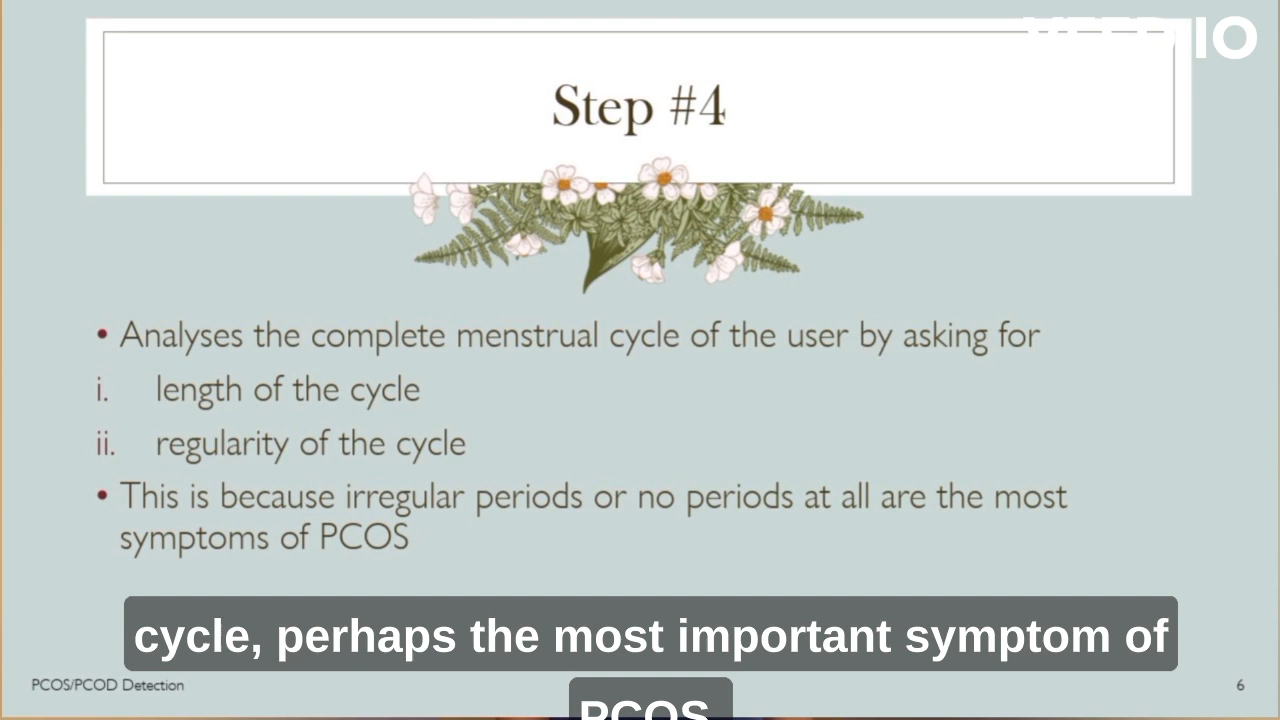 IO
Step #4
• Analyses the complete menstrual cycle of the user by asking for
i. length of the cycle
ii. regularity of the cycle
• This is because irregular periods or no periods at all are the most
symptoms of PCOS
cycle, perhaps the most important symptom of
PCOS/PCOD Detection
6
PCOS